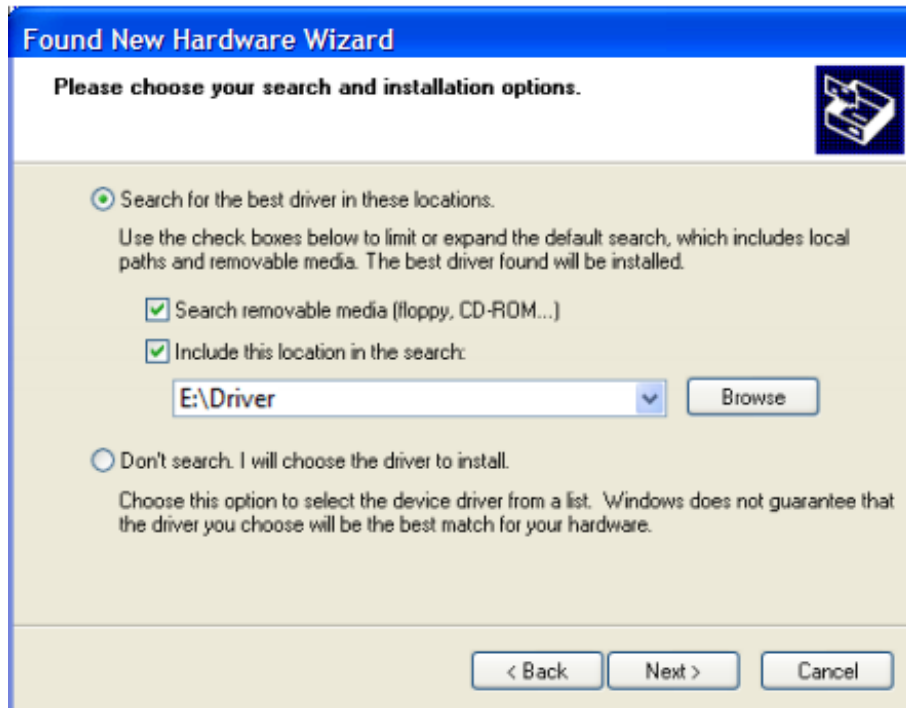 Found New Hardware Wizard
Please choose your search and installation options.
Search for the best driver in these locations.
Use the check boxes below to limit or expand the default search, which includes local
paths and removable media. The best driver found will be installed.
Search removable media (floppy, CD-ROM...)
Include this location in the search:
E:\Driver
Browse
Don't search. I will choose the driver to install.
Choose this option to select the device driver from a list. Windows does not guarantee that
the driver you choose will be the best match for your hardware.
< Back Next > Cancel